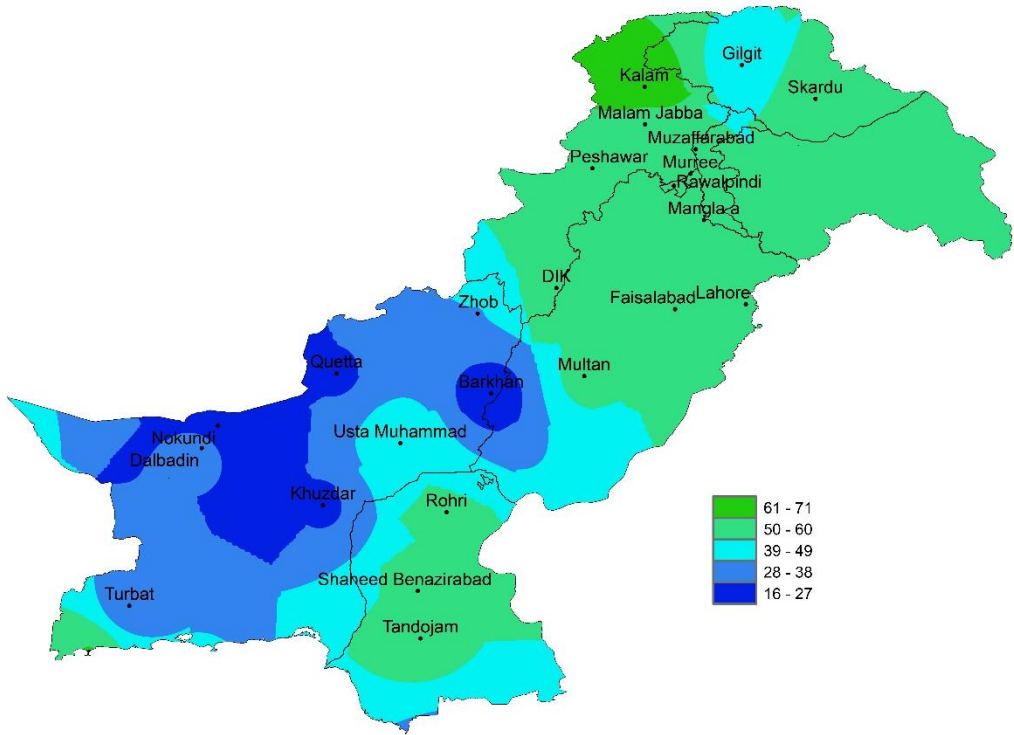 Gilgit
Kalam
Skardu
Malam Jabba
Muzaffarabad
Peshawar
Murree
Rawalpindi
Mangla a
DIK
Zhob
Faisalabad
Lahore
Quetta
Multan
Barkhan
Usta Muhammad
Nokundi
Dalbadin
Khuzdar
Rohri
61 - 71
50 - 60
39 - 49
28 - 38
16 - 27
Shaheed Benazirabad
Turbat
Tandojam